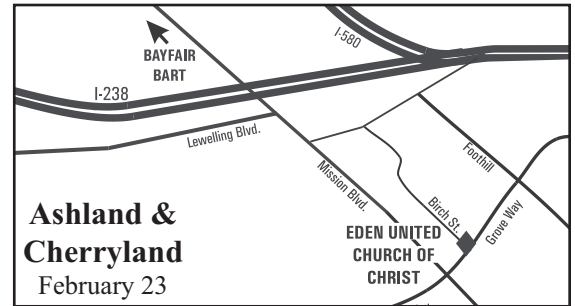 I-580
BAYFAIR
BART
I-238
Lewelling Blvd.
Mission Blvd.
Foothill
Birch St.
Grove Way
EDEN UNITED
CHURCH OF
CHRIST
Ashland &
Cherryland
February 23